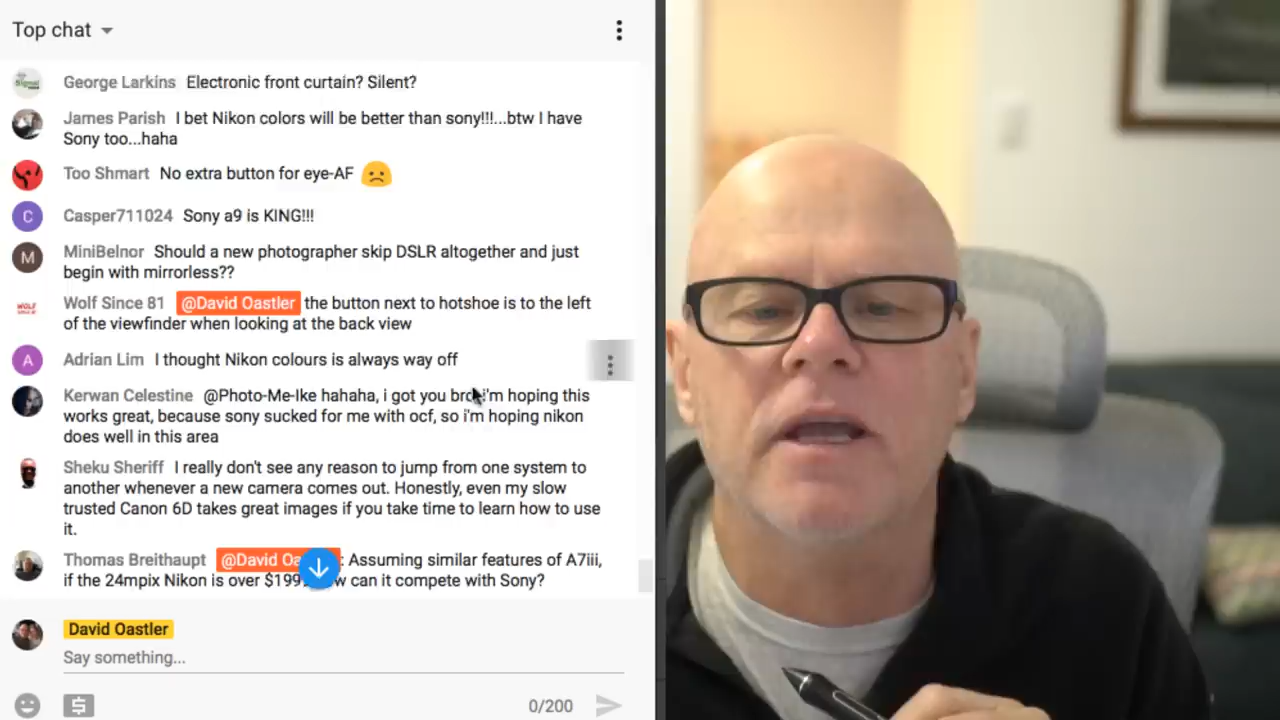 Top chat
George Larkins Electronic front curtain? Silent?
James Parish I bet Nikon colors will be better than sony!!!...btw I have
Sony too...haha
Too Shmart No extra button for eye-AF
C Casper711024 Sony a9 is KING!!!
M MiniBelnor Should a new photographer skip DSLR altogether and just
begin with mirrorless??
Wolf Since 81 @David Oastler the button next to hotshoe is to the left
of the viewfinder when looking at the back view
A Adrian Lim I thought Nikon colours is always way off
Kerwan Celestine @Photo-Me-Ike hahaha, i got you bro i'm hoping this
works great, because sony sucked for me with ocf, so i'm hoping nikon
does well in this area
Sheku Sheriff I really don't see any reason to jump from one system to
another whenever a new camera comes out. Honestly, even my slow
trusted Canon 6D takes great images if you take time to learn how to use
it.
Thomas Breithaupt @David Oa : Assuming similar features of A7iii,
if the 24mpix Nikon is over $199 can it compete with Sony?
David Oastler
Say something...
0/200